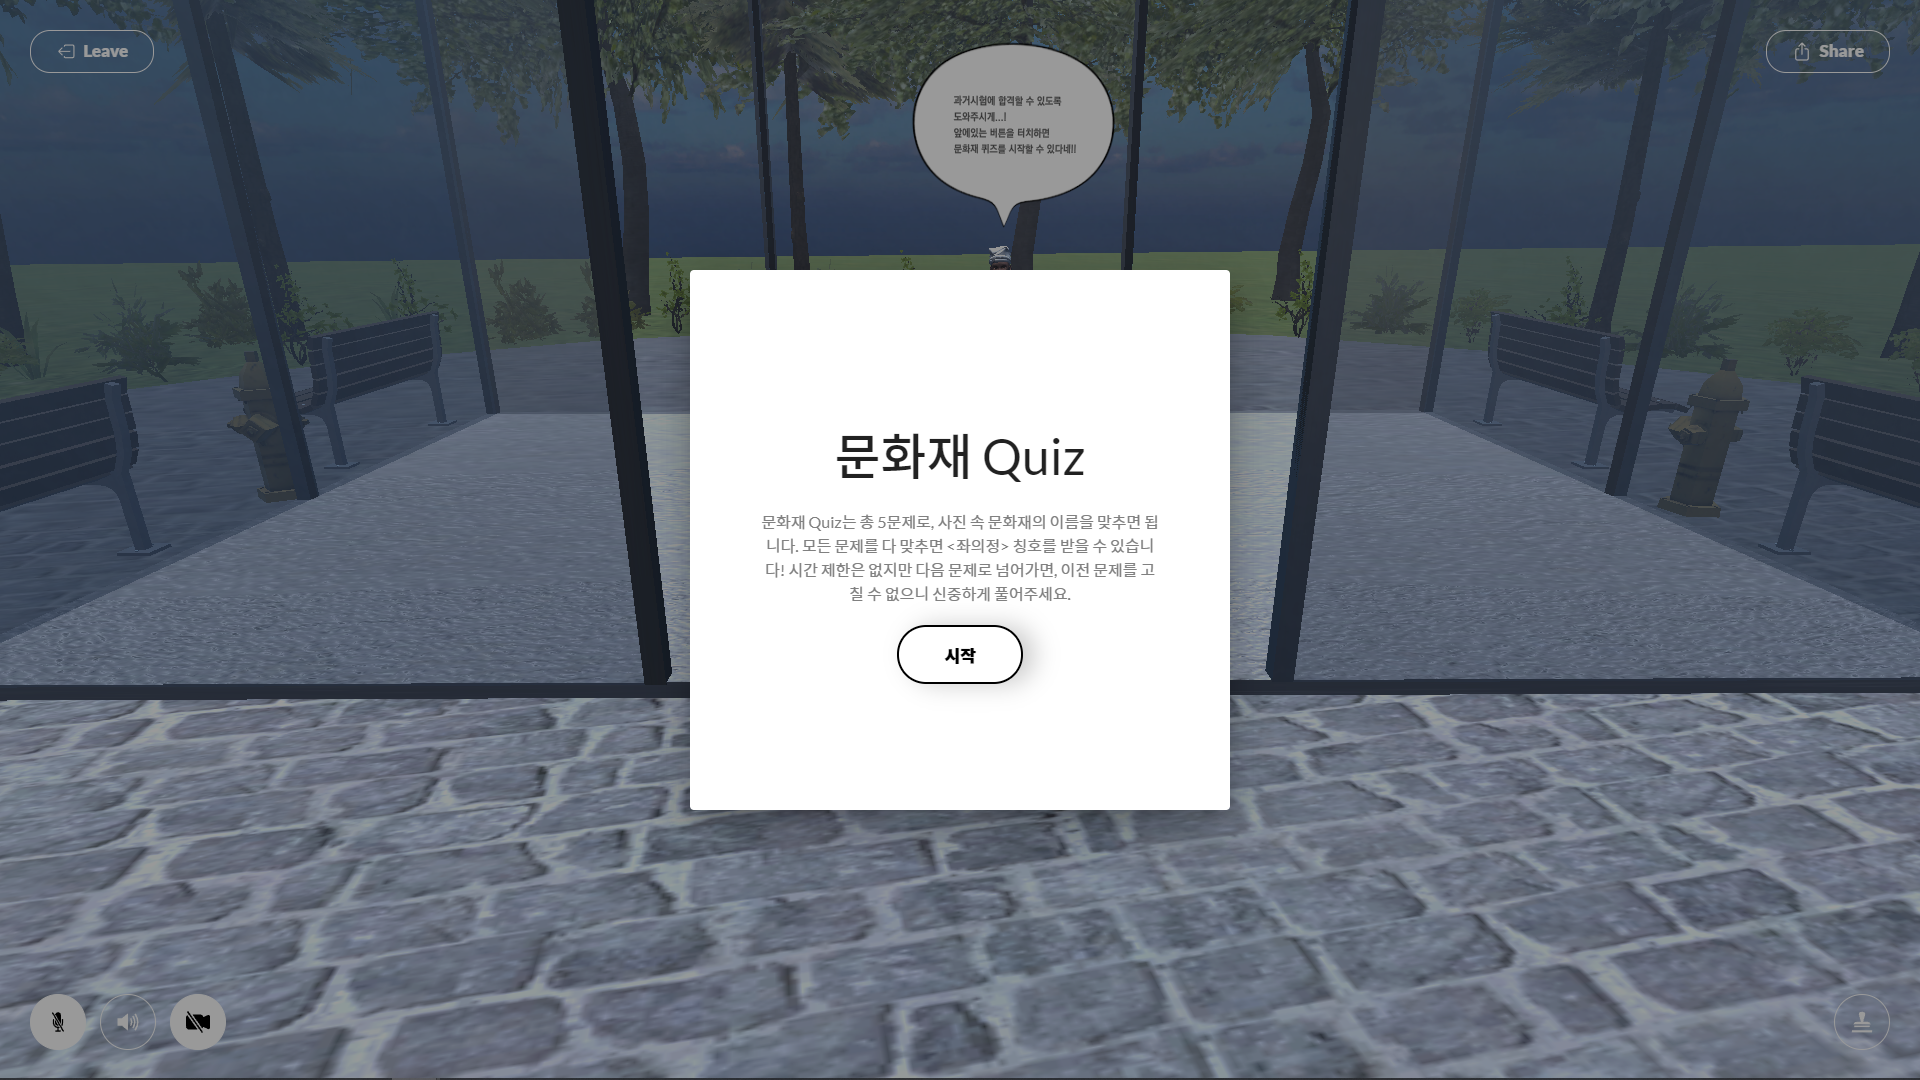 Leave
Share
과거시험에 합격할 수 있도록
도와주시게...!
앞에있는 버튼을 터치하면
문화재 퀴즈를 시작할 수 있다네!!
문화재 Quiz
문화재 Quiz는 총 5문제로, 사진 속 문화재의 이름을 맞추면 됩
니다. 모든 문제를 다 맞추면 <좌의정> 칭호를 받을 수 있습니
다! 시간 제한은 없지만 다음 문제로 넘어가면, 이전 문제를 고
칠 수 없으니 신중하게 풀어주세요.
시작